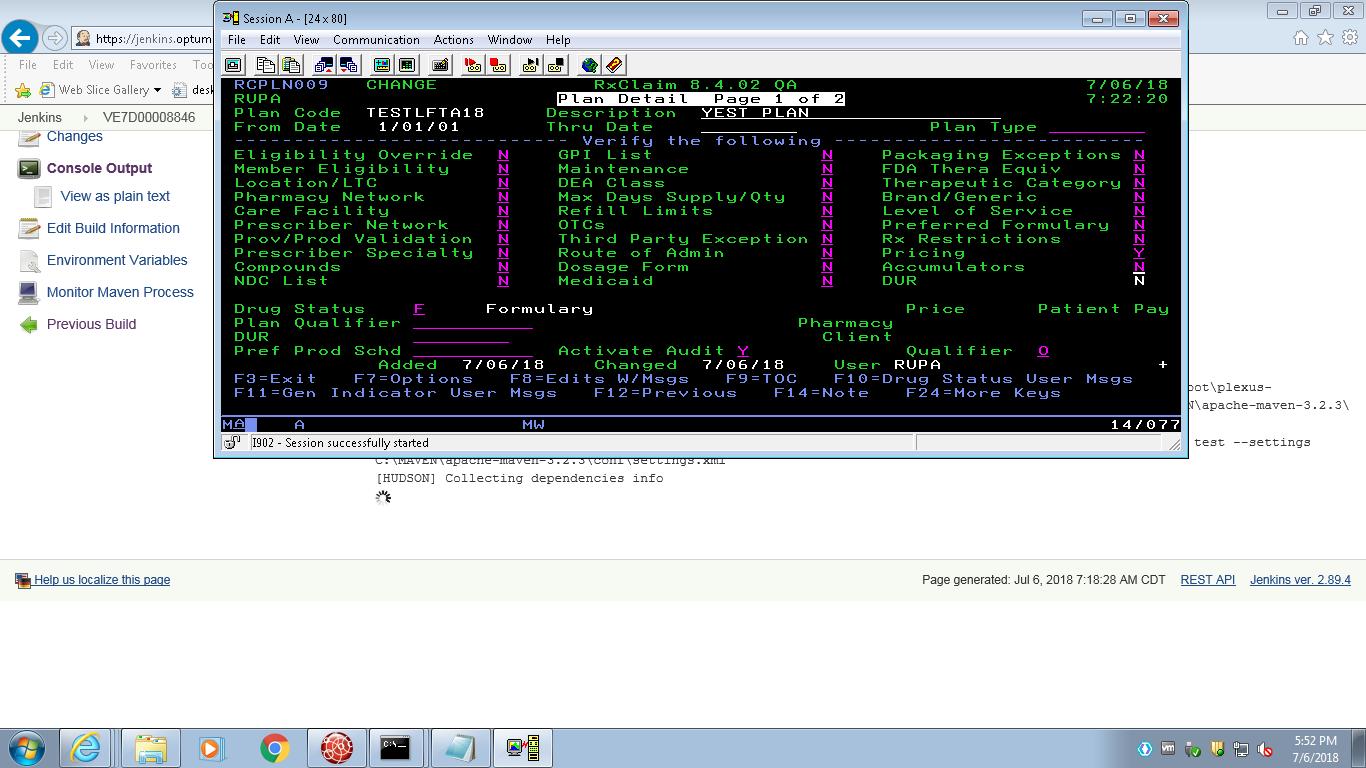 Session A - [24 x 80]
https://jenkins.optum
File Edit View Communication Actions Window Help
File Edit View Favorites Too
Web Slice Gallery desk
Jenkins VE7D00008846
Changes
Console Output
View as plain text
Edit Build Information
Environment Variables
Monitor Maven Process
Previous Build
RCPLN009 CHANGE RxClaim 8.4.02 QA 7/06/18
RUPA Plan Detail Page 1 of 2 7:22:20
Plan Code TESTLFTA18 Description YEST PLAN
From Date 1/01/01 Thru Date Plan Type
Verify the following
Eligibility Override N GPI List N Packaging Exceptions N
Member Eligibility N Maintenance N FDA Thera Equiv N
Location/LTC N DEA Class N Therapeutic Category N
Pharmacy Network N Max Days Supply/Qty N Brand/Generic N
Care Facility N Refill Limits N Level of Service N
Prescriber Network N OTCs N Preferred Formulary N
Prov/Prod Validation N Third Party Exception N Rx Restrictions N
Prescriber Specialty N Route of Admin N Pricing Y
Compounds N Dosage Form N Accumulators N
NDC List N Medicaid N DUR N
Drug Status F Formulary Price Patient Pay
Plan Qualifier Pharmacy
DUR Client
Pref Prod Schd Activate Audit Y Qualifier O
Added 7/06/18 Changed 7/06/18 User RUPA +
F3=Exit F7=Options F8=Edits W/Msgs F9=TOC F10=Drug Status User Msgs
F11=Gen Indicator User Msgs F12=Previous F14=Note F24=More Keys
MA A MW 14/077
I902 - Session successfully started
oot\plexus-
N\apache-maven-3.2.3\
test --settings
C:\MAVEN\apache-maven-3.2.3\conf\settings.xml
[HUDSON] Collecting dependencies info
Help us localize this page Page generated: Jul 6, 2018 7:18:28 AM CDT REST API Jenkins ver. 2.89.4
5:52 PM
7/6/2018